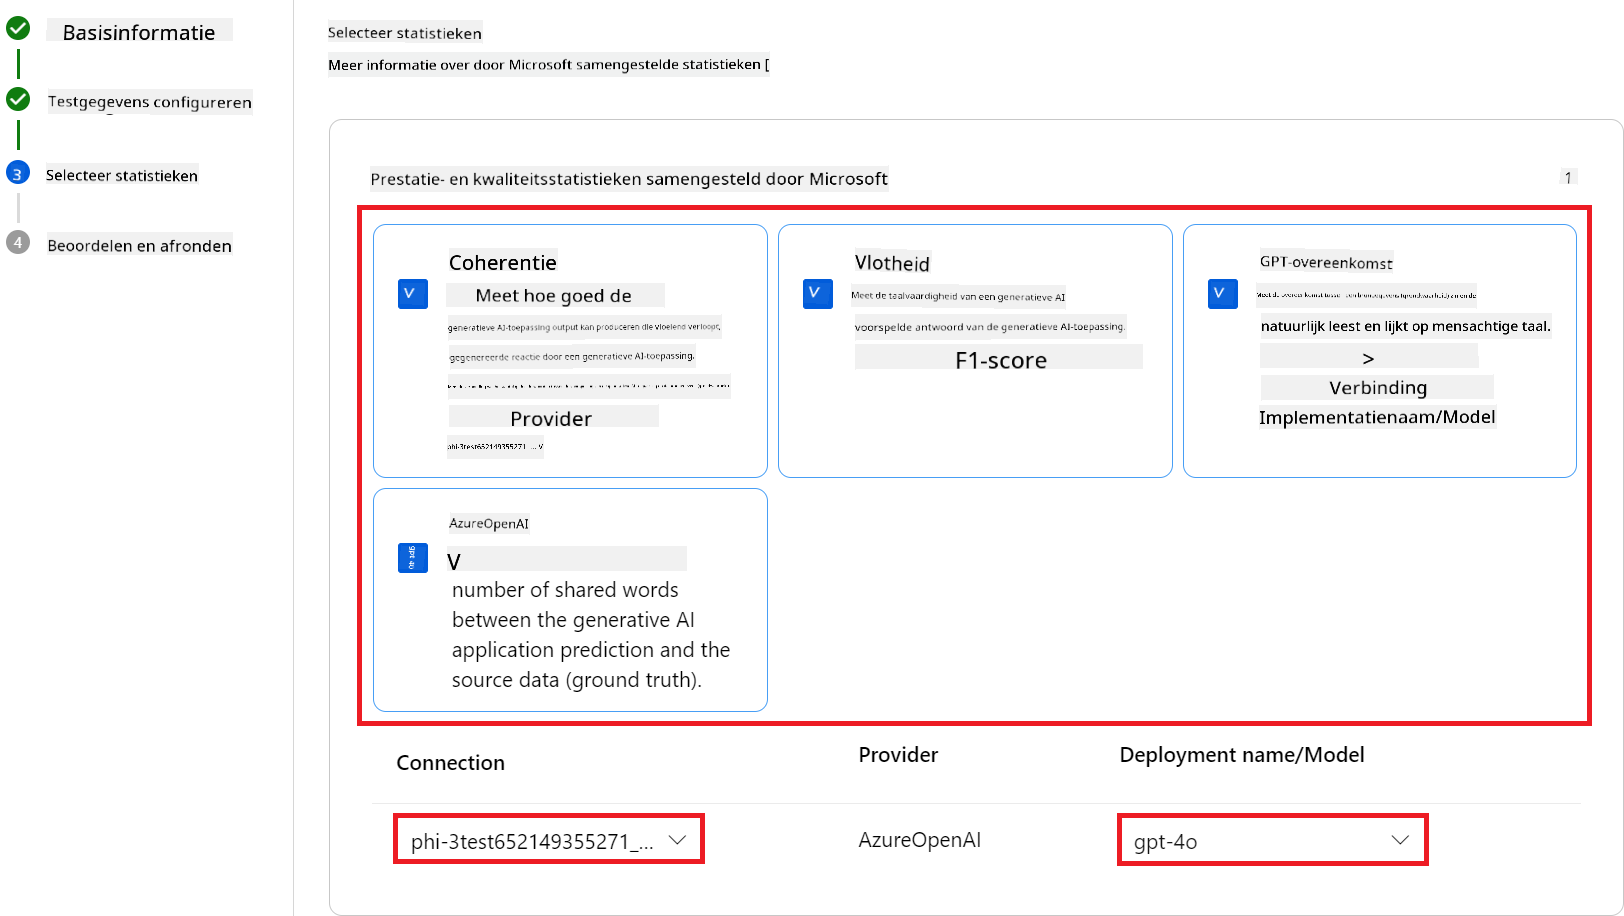 Basisinformatie
Testgegevens configureren
3
Selecteer statistieken
4
Beoordelen en afronden
Selecteer statistieken
Meer informatie over door Microsoft samengestelde statistieken [
Prestatie- en kwaliteitsstatistieken samengesteld door Microsoft
1
Coherentie
V
Meet hoe goed de
generatieve AI-toepassing output kan produceren die vloeiend verloopt,
gegenereerde reactie door een generatieve AI-toepassing.
Provider
phi-3test652149355271_... V
Vlotheid
V
Meet de taalvaardigheid van een generatieve AI
voorspelde antwoord van de generatieve AI-toepassing.
F1-score
GPT-overeenkomst
V
natuurlijk leest en lijkt op mensachtige taal.
>
Verbinding
Implementatienaam/Model
AzureOpenAI
gpt-4o
V
number of shared words
between the generative AI
application prediction and the
source data (ground truth).
Connection
Provider
Deployment name/Model
phi-3test652149355271_...
AzureOpenAI
gpt-4o